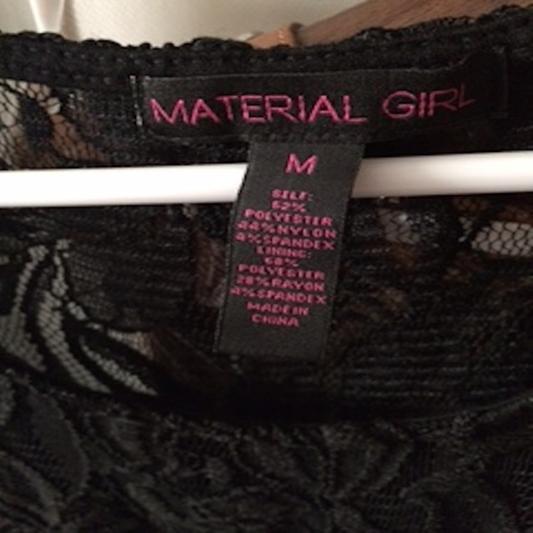 MATERIAL GIRL
M
SELF:
52%
POLYESTER
44%NYLON
4%SPANDEX
LINING:
68%
POLYESTER
28%RAYON
4%SPANDEX
MADE IN
CHINA